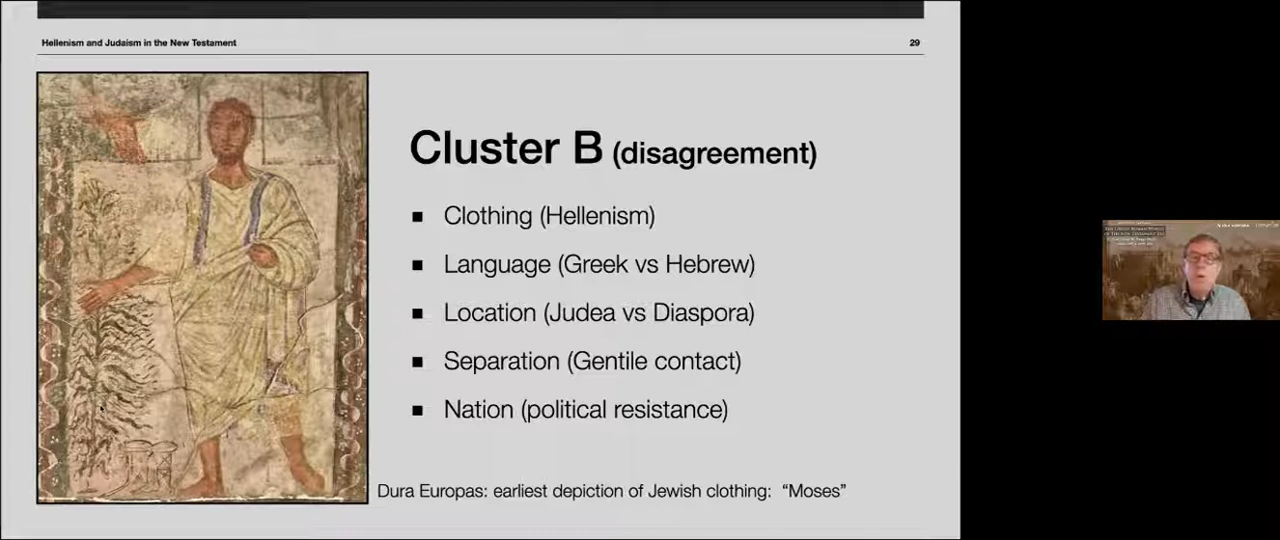 Hellenism and Judaism in the New Testament
29
Cluster B (disagreement)
■ Clothing (Hellenism)
■ Language (Greek vs Hebrew)
■ Location (Judea vs Diaspora)
■ Separation (Gentile contact)
■ Nation (political resistance)
Dura Europas: earliest depiction of Jewish clothing: “Moses”